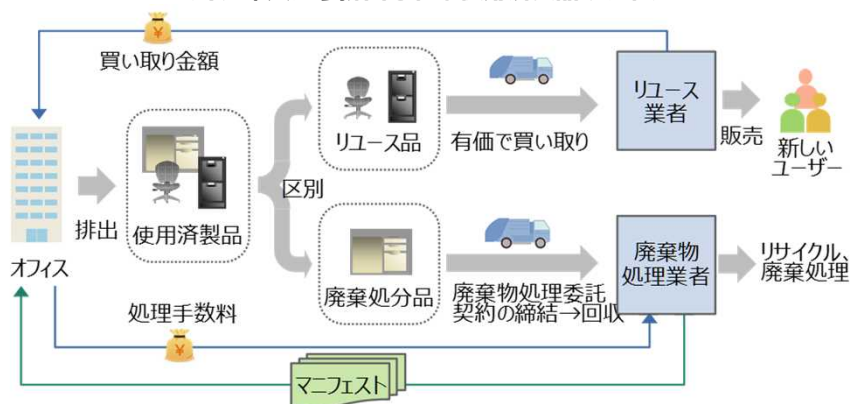 買い取り金額
リユース
業者
リユース品
有価で買い取り
販売
新しい
ユーザー
区別
排出
使用済製品
オフィス
廃棄処分品
廃棄物処理委託
契約の締結→回収
廃棄物
処理業者
リサイクル、
廃棄処理
処理手数料
マニフェスト